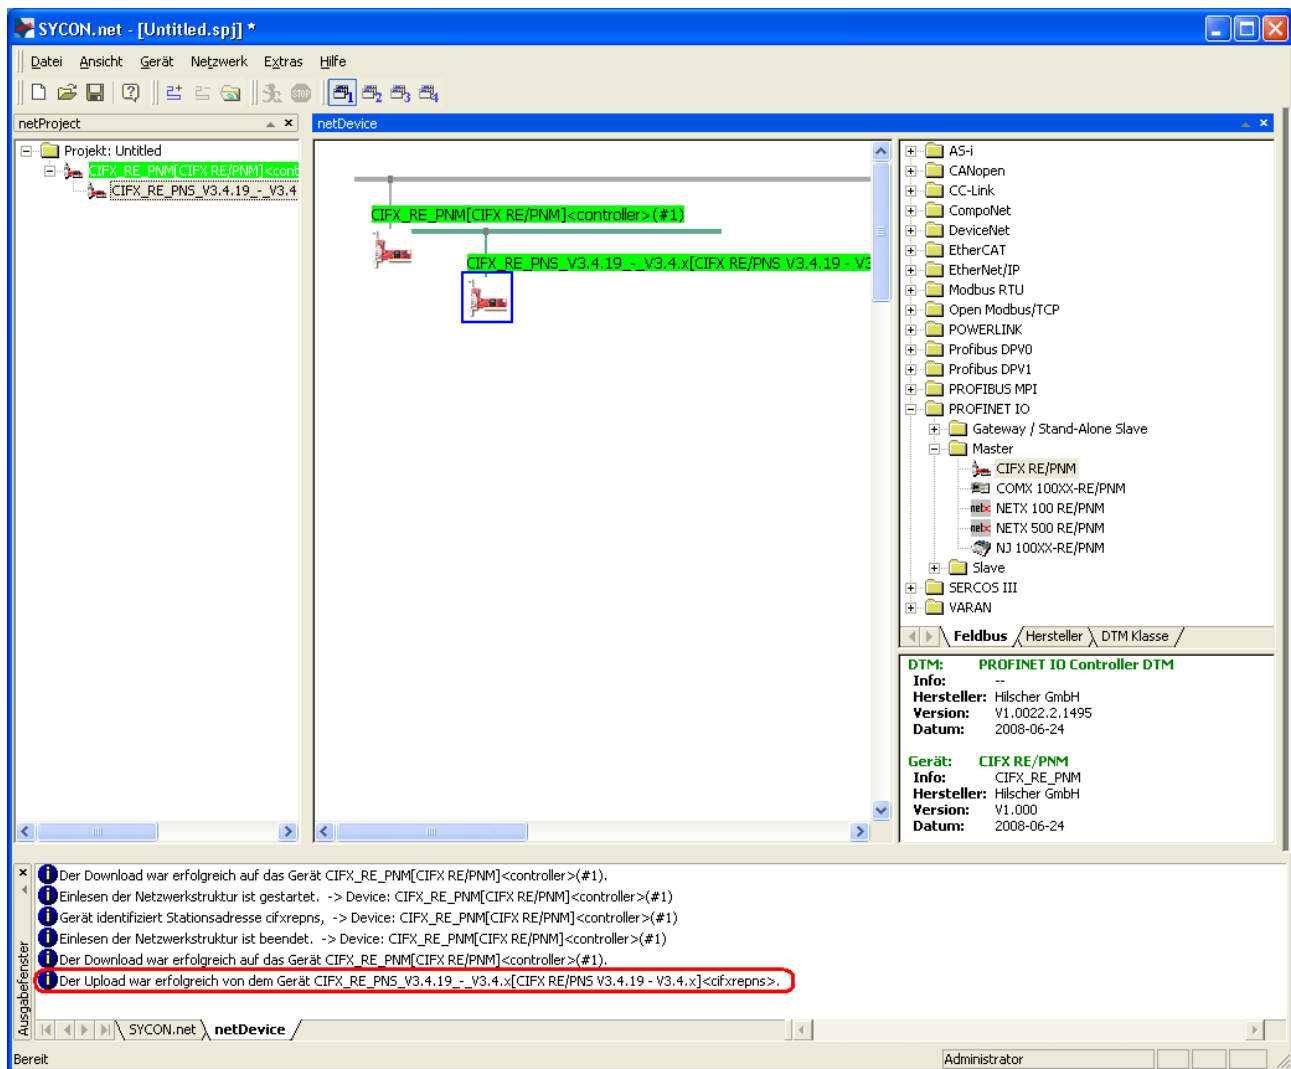 SYCON.net - [Untitled.spj] *
Datei Ansicht Gerät Netzwerk Extras Hilfe
STOP 1 2 3 4
netProject
netDevice
Projekt: Untitled
CIFX_RE_PNM[CIFX RE/PNM]<cont
CIFX_RE_PNS_V3.4.19_-_V3.4
CIFX_RE_PNM[CIFX RE/PNM]<controller>(#1)
CIFX_RE_PNS_V3.4.19_-_V3.4.x[CIFX RE/PNS V3.4.19 - V3
AS-i
CANopen
CC-Link
CompoNet
DeviceNet
EtherCAT
EtherNet/IP
Modbus RTU
Open Modbus/TCP
POWERLINK
Profibus DPV0
Profibus DPV1
PROFIBUS MPI
PROFINET IO
Gateway / Stand-Alone Slave
Master
CIFX RE/PNM
COMX 100XX-RE/PNM
netX NETX 100 RE/PNM
netX NETX 500 RE/PNM
NJ 100XX-RE/PNM
Slave
SERCOS III
VARAN
Feldbus Hersteller DTM Klasse
DTM: PROFINET IO Controller DTM
Info: --
Hersteller: Hilscher GmbH
Version: V1.0022.2.1495
Datum: 2008-06-24
Gerät: CIFX RE/PNM
Info: CIFX_RE_PNM
Hersteller: Hilscher GmbH
Version: V1.000
Datum: 2008-06-24
Der Download war erfolgreich auf das Gerät CIFX_RE_PNM[CIFX RE/PNM]<controller>(#1).
Einlesen der Netzwerkstruktur ist gestartet. -> Device: CIFX_RE_PNM[CIFX RE/PNM]<controller>(#1)
Gerät identifiziert Stationsadresse cifxrepns, -> Device: CIFX_RE_PNM[CIFX RE/PNM]<controller>(#1)
Einlesen der Netzwerkstruktur ist beendet. -> Device: CIFX_RE_PNM[CIFX RE/PNM]<controller>(#1)
Der Download war erfolgreich auf das Gerät CIFX_RE_PNM[CIFX RE/PNM]<controller>(#1).
Der Upload war erfolgreich von dem Gerät CIFX_RE_PNS_V3.4.19_-_V3.4.x[CIFX RE/PNS V3.4.19 - V3.4.x]<cifxrepns>.
Ausgabefenster
SYCON.net netDevice
Bereit
Administrator